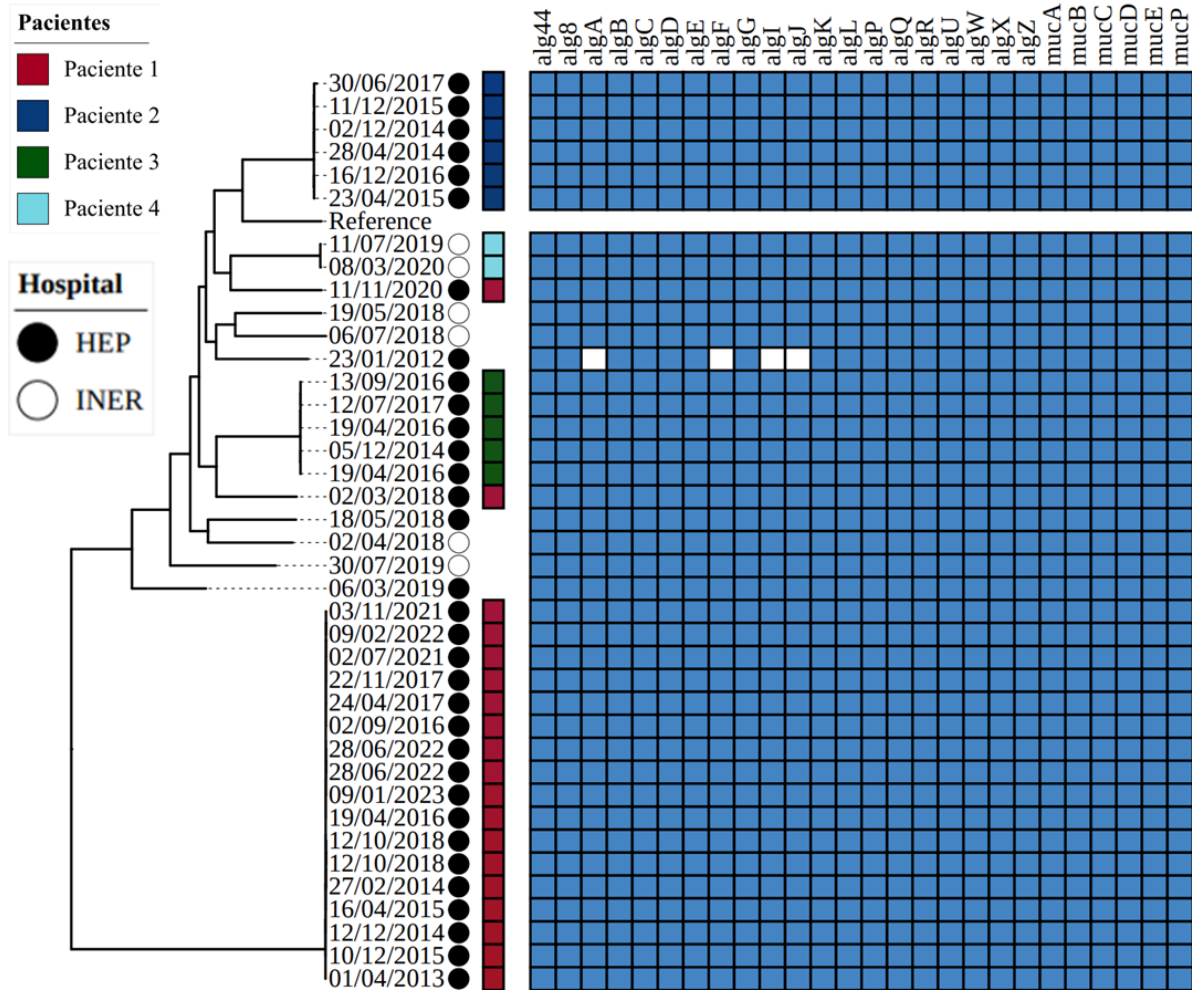 Pacientes
Paciente 1
Paciente 2
Paciente 3
Paciente 4
Hospital
HEP
INER
alg44
alg8
algA
algB
algC
algD
algE
algF
algG
algI
algJ
algK
algL
algP
algQ
algR
algU
algW
algX
algZ
mucA
mucB
mucC
mucD
mucE
mucP
30/06/2017
11/12/2015
02/12/2014
28/04/2014
16/12/2016
23/04/2015
Reference
11/07/2019
08/03/2020
11/11/2020
19/05/2018
06/07/2018
23/01/2012
13/09/2016
12/07/2017
19/04/2016
05/12/2014
19/04/2016
02/03/2018
18/05/2018
02/04/2018
30/07/2019
06/03/2019
03/11/2021
09/02/2022
02/07/2021
22/11/2017
24/04/2017
02/09/2016
28/06/2022
28/06/2022
09/01/2023
19/04/2016
12/10/2018
12/10/2018
27/02/2014
16/04/2015
12/12/2014
10/12/2015
01/04/2013